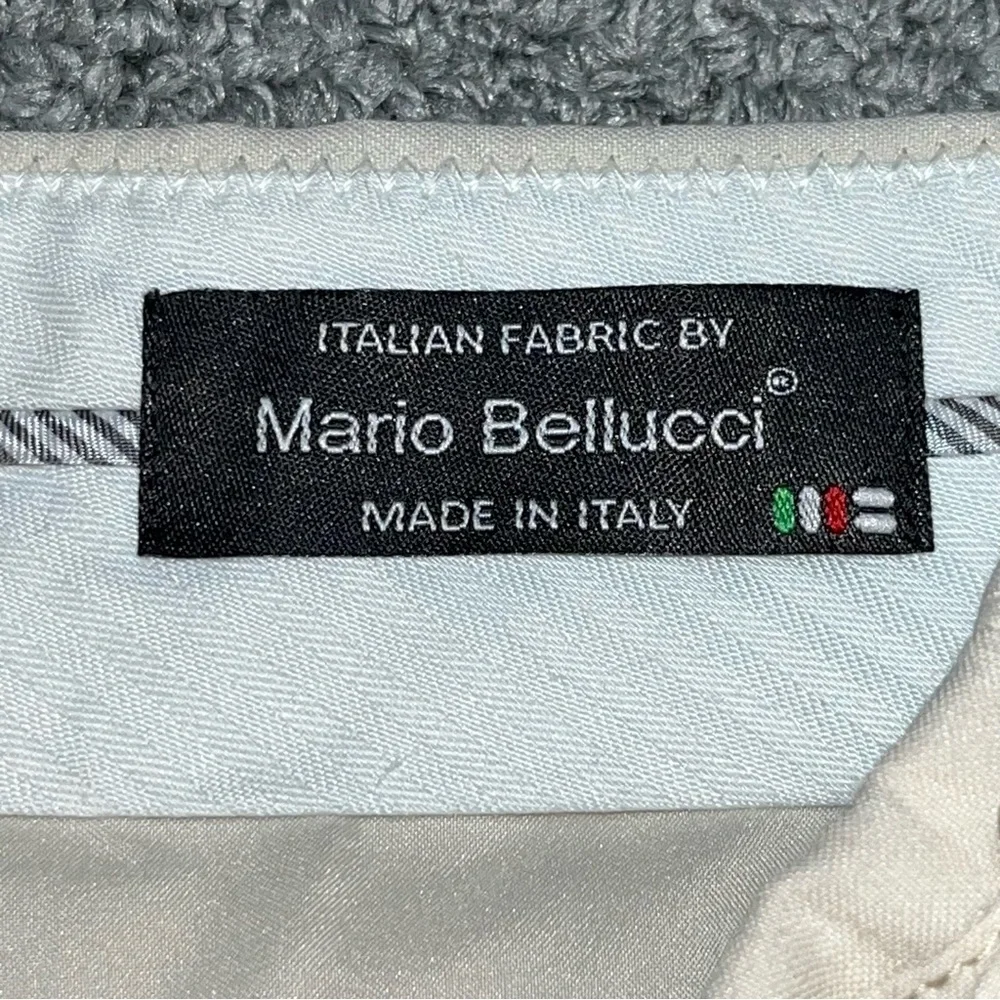 ITALIAN FABRIC BY
Mario Bellucci®
MADE IN ITALY